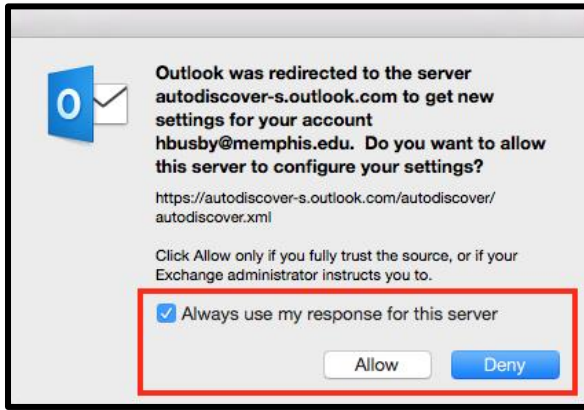 Outlook was redirected to the server
autodiscover-s.outlook.com to get new
settings for your account
hbusby@memphis.edu. Do you want to allow
this server to configure your settings?
https://autodiscover-s.outlook.com/autodiscover/
autodiscover.xml
Click Allow only if you fully trust the source, or if your
Exchange administrator instructs you to.
Always use my response for this server
Allow Deny